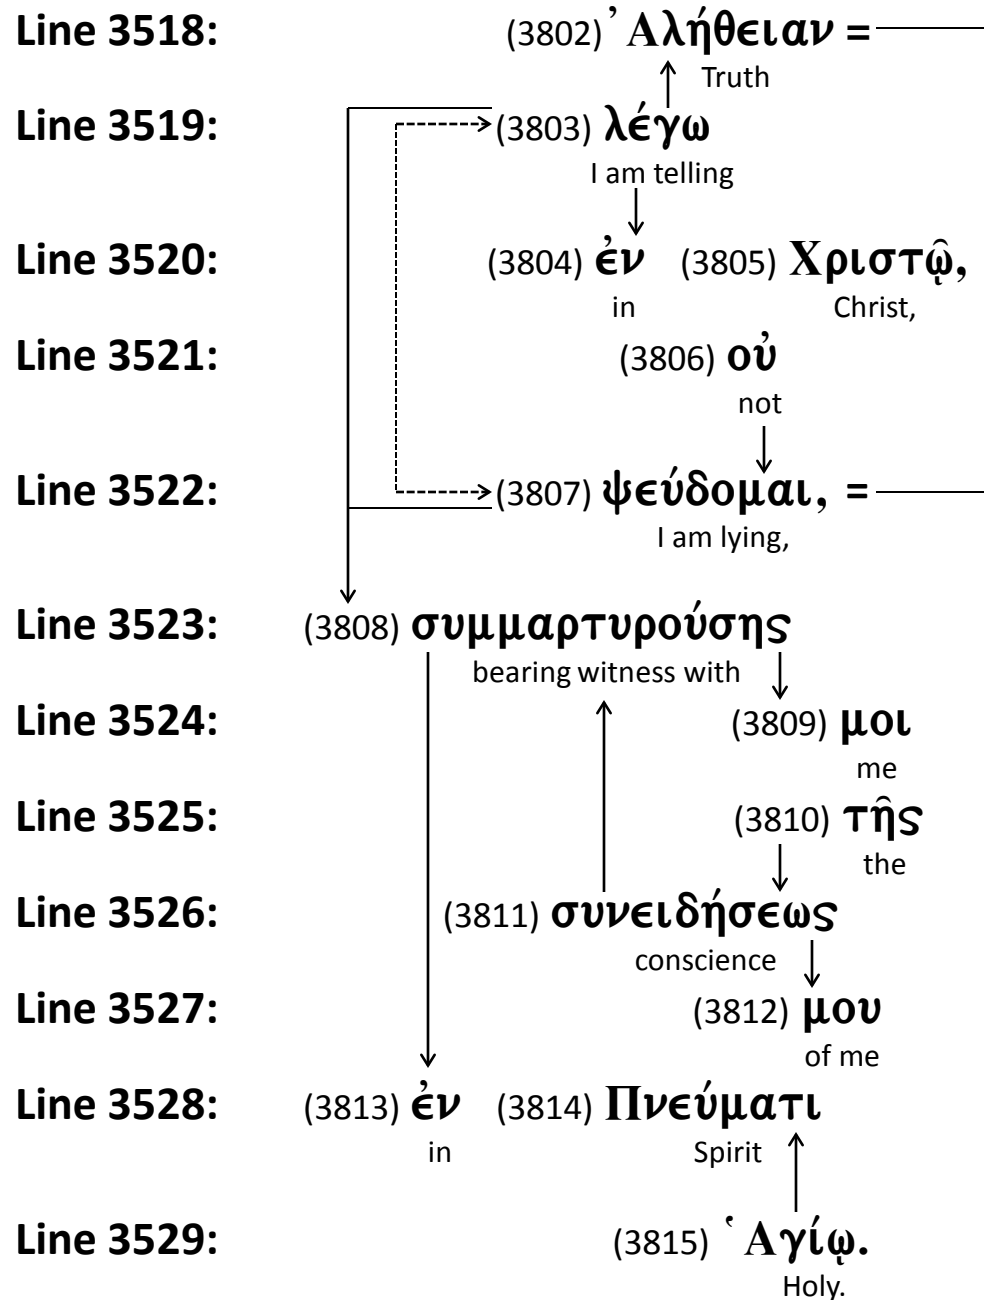 Line 3518: (3802) Ἀλήθειαν =
Truth
Line 3519: (3803) λέγω
I am telling
Line 3520: (3804) ἐν (3805) Χριστῷ,
in Christ,
Line 3521: (3806) οὐ
not
Line 3522: (3807) ψεύδομαι, =
I am lying,
Line 3523: (3808) συμμαρτυρούσης
bearing witness with
Line 3524: (3809) μοι
me
Line 3525: (3810) τῆς
the
Line 3526: (3811) συνειδήσεως
conscience
Line 3527: (3812) μου
of me
Line 3528: (3813) ἐν (3814) Πνεύματι
in Spirit
Line 3529: (3815) Ἁγίῳ.
Holy.